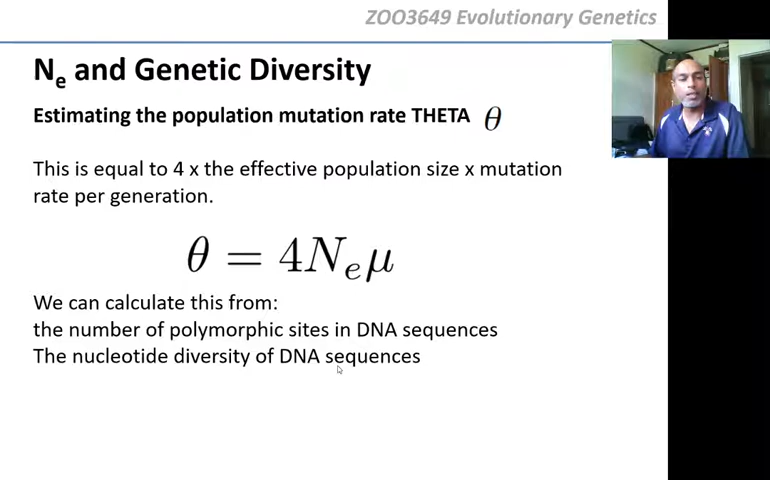 ZOO3649 Evolutionary Genetics
Nₑ and Genetic Diversity
Estimating the population mutation rate THETA θ
This is equal to 4 x the effective population size x mutation
rate per generation.
θ = 4Nₑμ
We can calculate this from:
the number of polymorphic sites in DNA sequences
The nucleotide diversity of DNA sequences